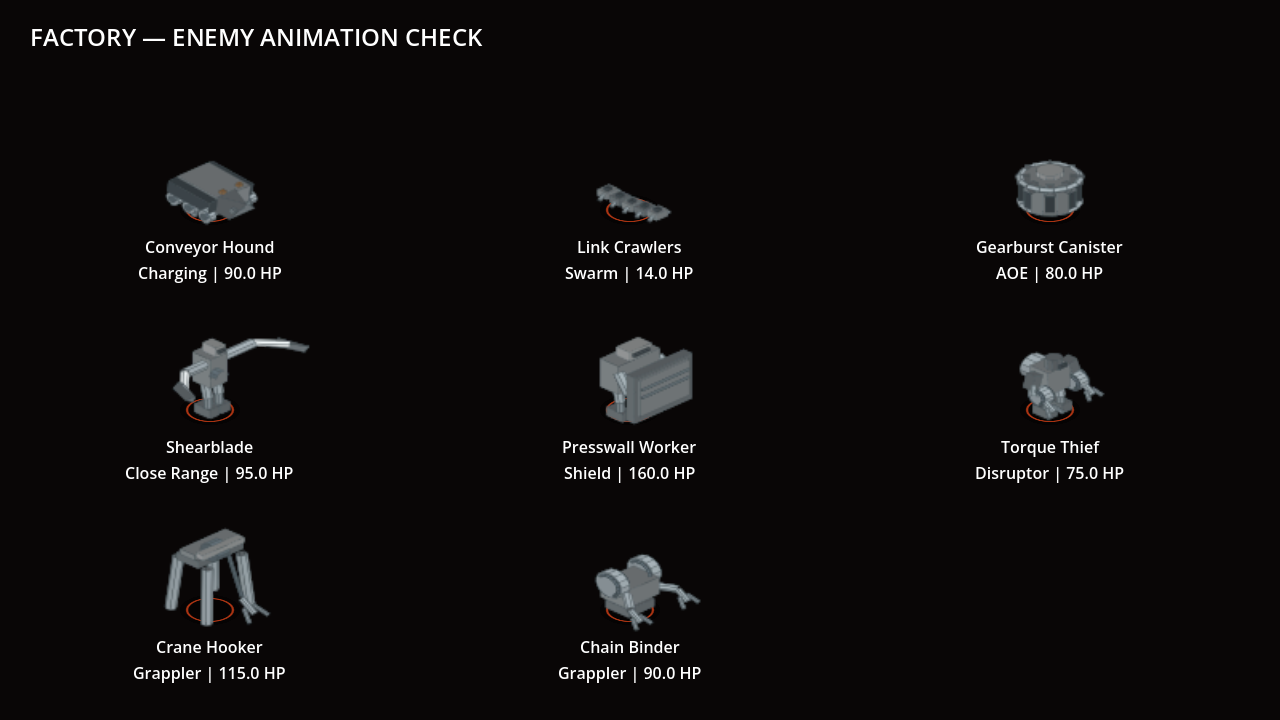 FACTORY — ENEMY ANIMATION CHECK
Conveyor Hound
Charging | 90.0 HP
Link Crawlers
Swarm | 14.0 HP
Gearburst Canister
AOE | 80.0 HP
Shearblade
Close Range | 95.0 HP
Presswall Worker
Shield | 160.0 HP
Torque Thief
Disruptor | 75.0 HP
Crane Hooker
Grappler | 115.0 HP
Chain Binder
Grappler | 90.0 HP